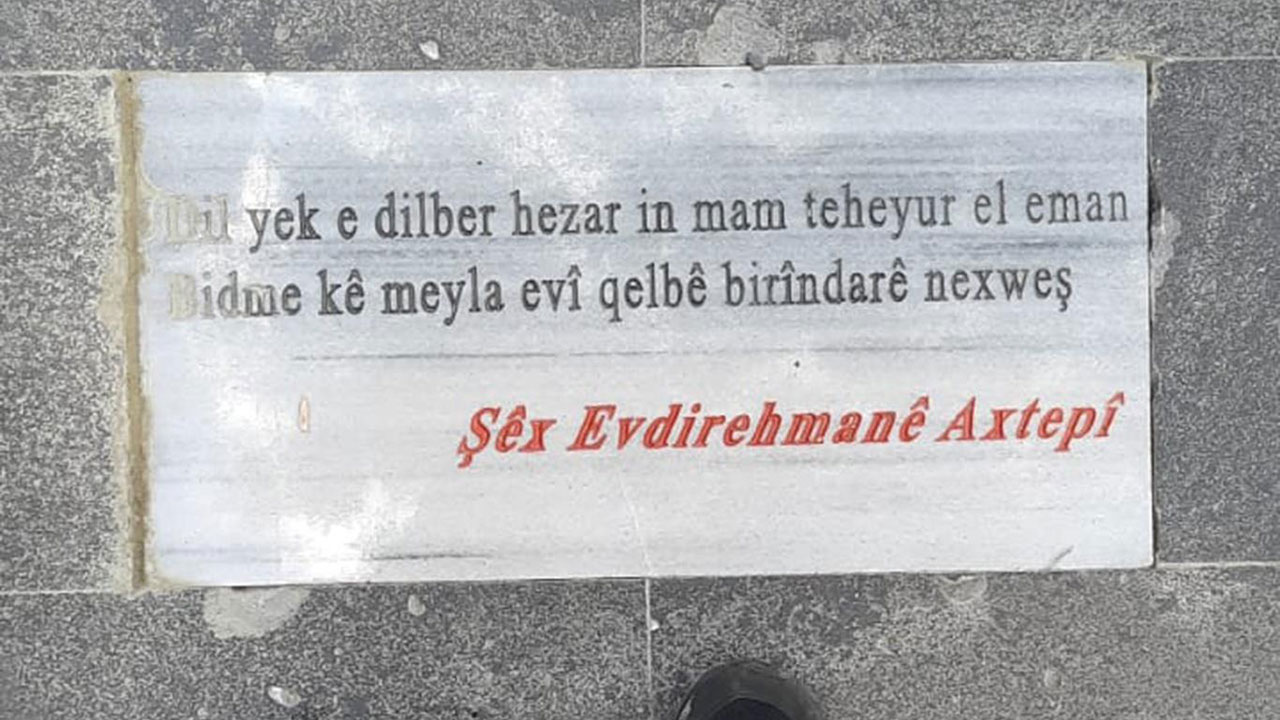 Dil yek e dilber hezar in mam teheyur el eman
Bidme kê meyla evî qelbê birîndarê nexweş
Şêx Evdirehmanê Axtepî